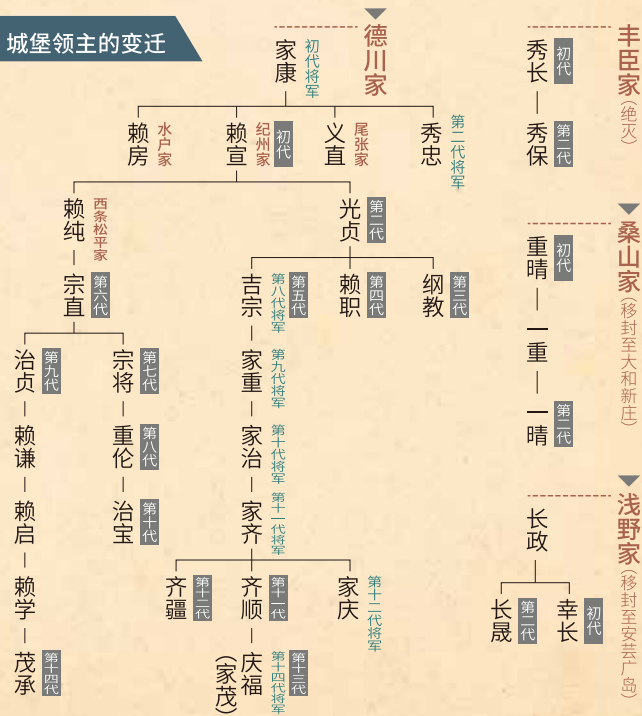 城堡领主的变迁
丰臣家（绝灭）
秀长
初代
秀保
第二代
桑山家（移封至大和新庄）
重晴
初代
一重
一晴
第二代
浅野家（移封至安芸广岛）
长政
幸长
初代
长晟
第二代
德川家
家康
初代将军
秀忠
第二代将军
义直
尾张家
赖宣
纪州家
初代
赖房
水户家
光贞
第二代
赖纯
西条松平家
纲教
第三代
赖职
第四代
吉宗
第八代将军
第五代
宗直
第六代
家重
第九代将军
宗将
第七代
治贞
第九代
家治
第十代将军
重伦
第八代
赖谦
家齐
第十一代将军
治宝
第十代
赖启
家庆
第十二代将军
齐顺
第十一代
齐疆
第十二代
赖学
庆福
（家茂）
第十四代将军
第十三代
茂承
第十四代